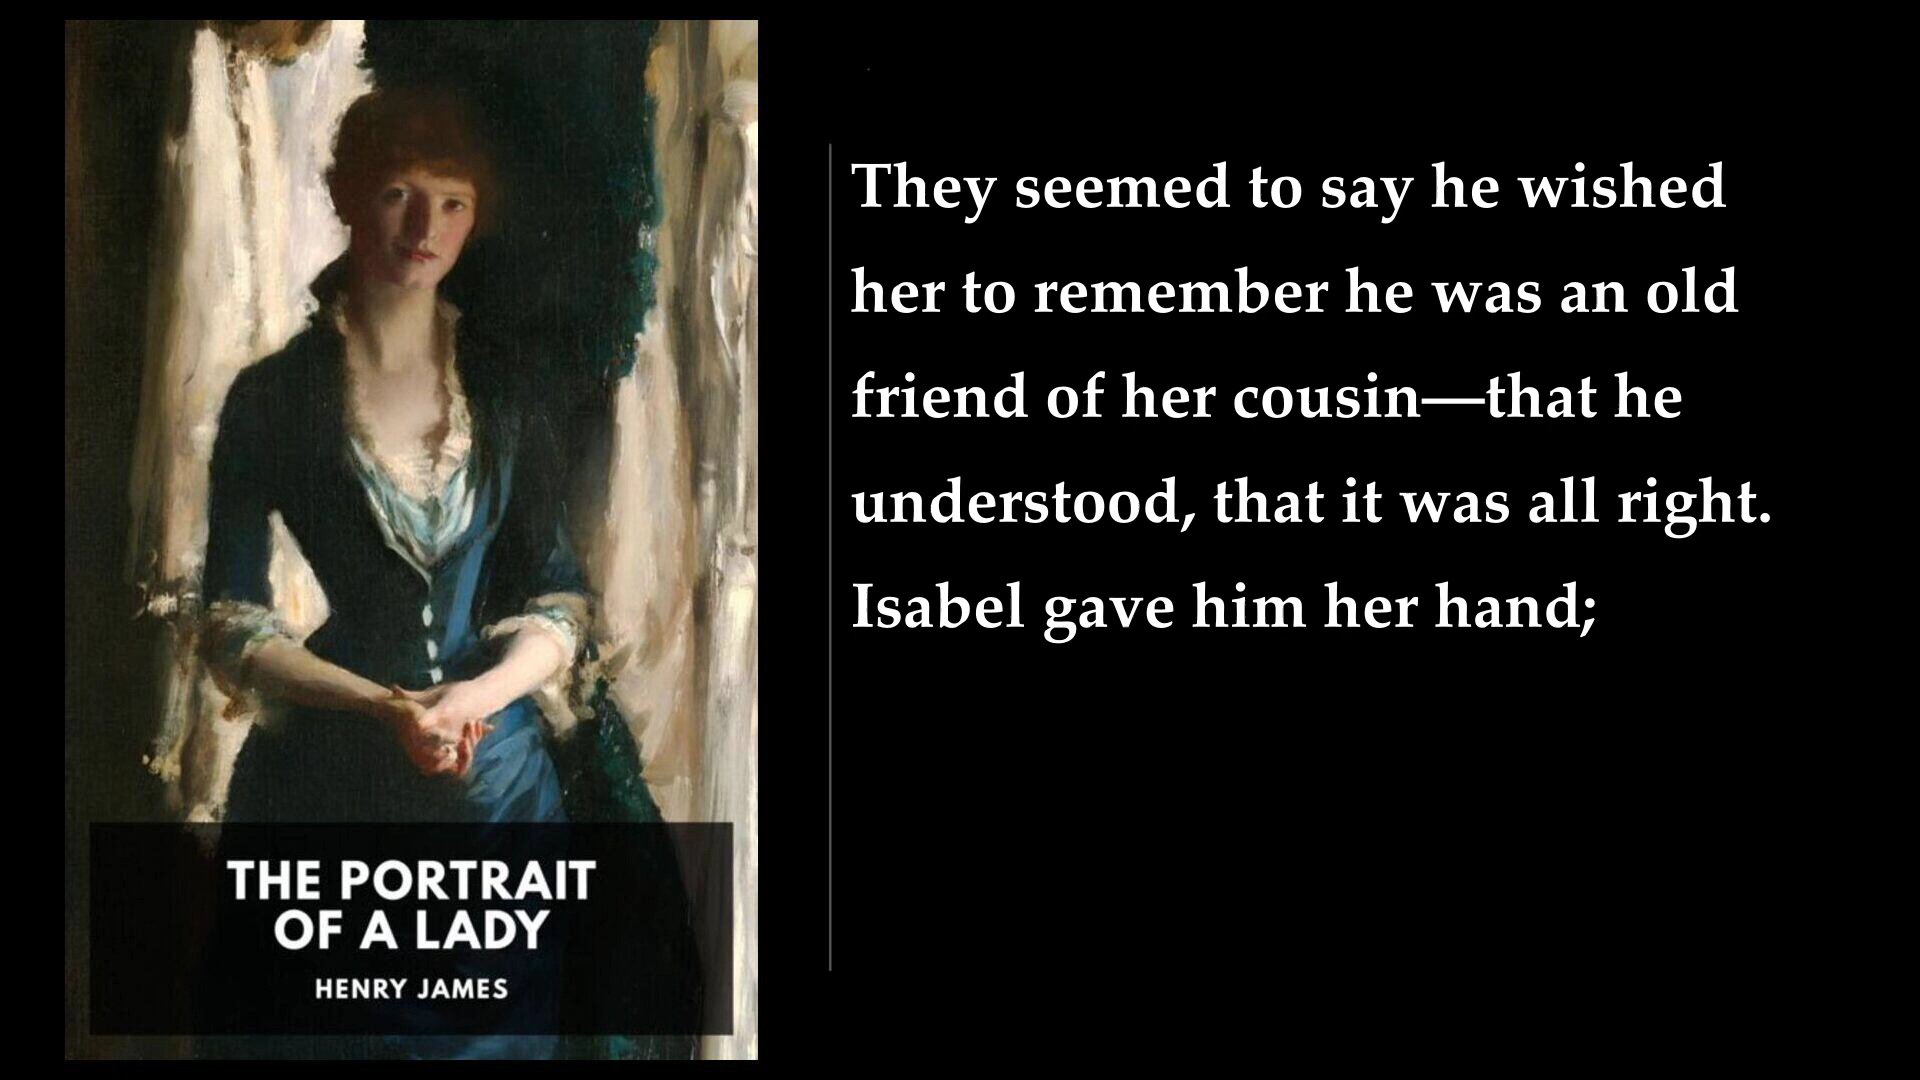 THE PORTRAIT
OF A LADY
HENRY JAMES
They seemed to say he wished
her to remember he was an old
friend of her cousin—that he
understood, that it was all right.
Isabel gave him her hand;